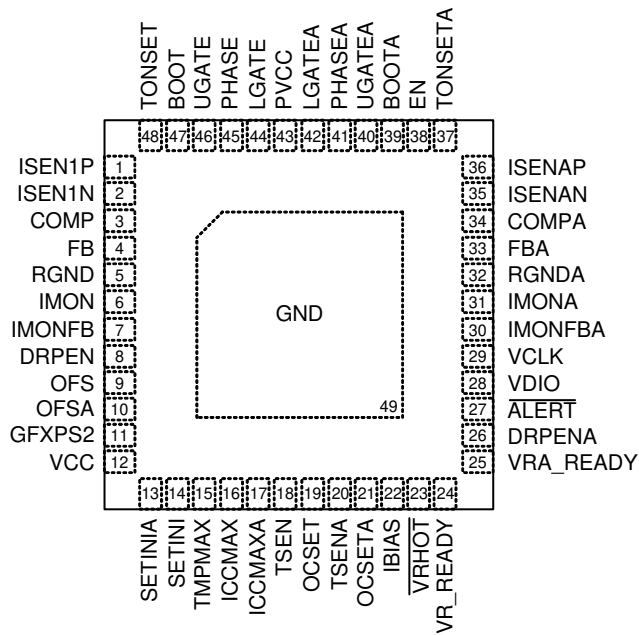 TONSET
BOOT
UGATE
PHASE
LGATE
PVCC
LGATEA
PHASEA
UGATEA
BOOTA
EN
TONSETA
48 47 46 45 44 43 42 41 40 39 38 37
ISEN1P 1
ISEN1N 2
COMP 3
FB 4
RGND 5
IMON 6
IMONFB 7
DRPEN 8
OFS 9
OFSA 10
GFXPS2 11
VCC 12
GND
49
36 ISENAP
35 ISENAN
34 COMPA
33 FBA
32 RGNDA
31 IMONA
30 IMONFBA
29 VCLK
28 VDIO
27 ALERT
26 DRPENA
25 VRA_READY
13 14 15 16 17 18 19 20 21 22 23 24
SETINIA
SETINI
TMPMAX
ICCMAX
ICCMAXA
TSEN
OCSET
TSENA
OCSETA
IBIAS
VRHOT
VR_READY